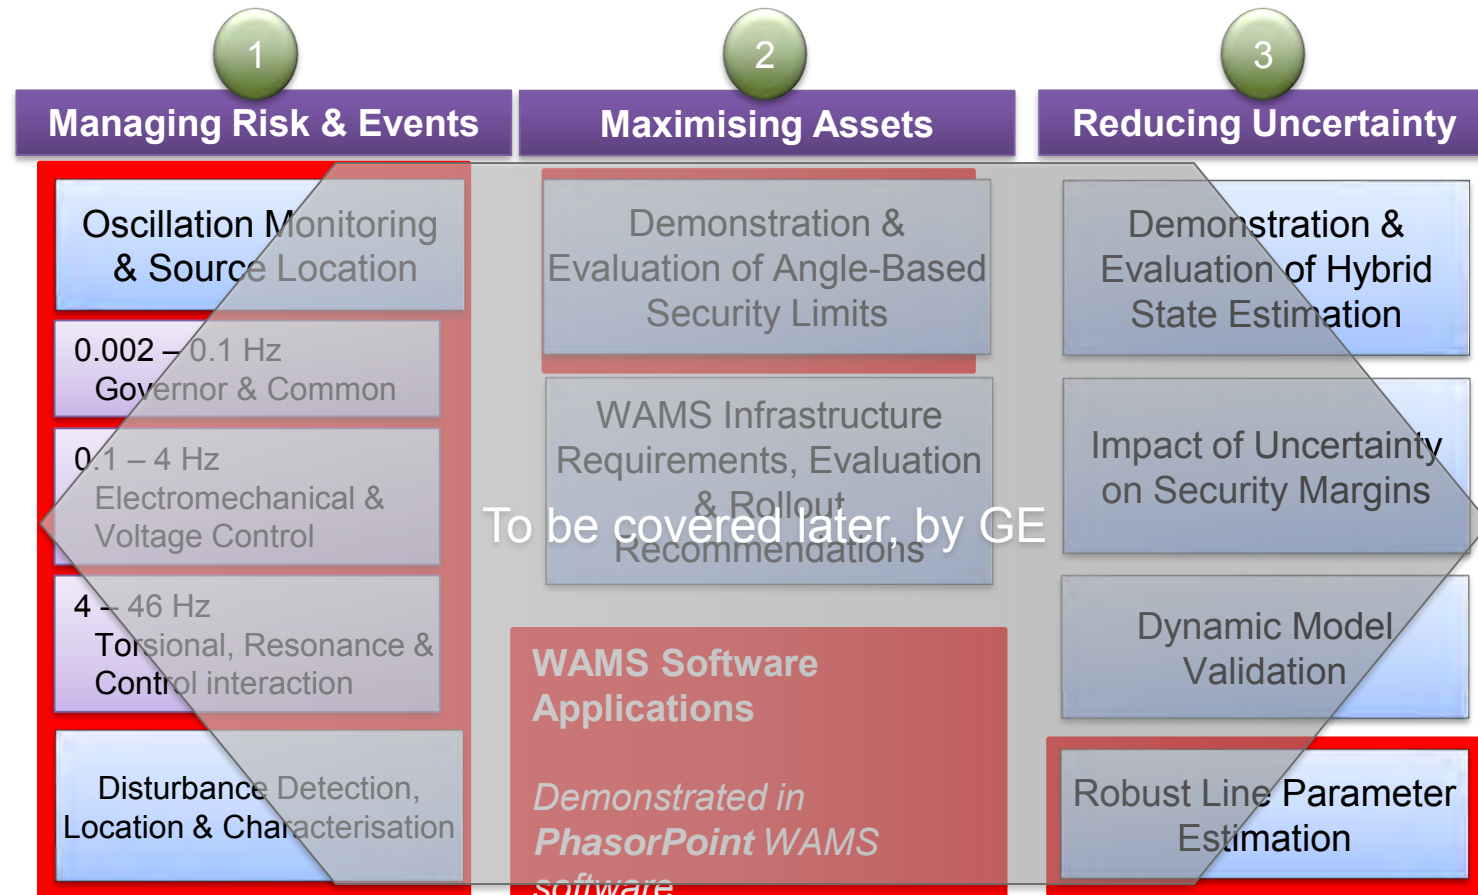 1
Managing Risk & Events
Oscillation Monitoring
& Source Location
0.002 – 0.1 Hz
Governor & Common
0.1 – 4 Hz
Electromechanical &
Voltage Control
4 – 46 Hz
Torsional, Resonance &
Control interaction
Disturbance Detection,
Location & Characterisation
2
Maximising Assets
Demonstration &
Evaluation of Angle-Based
Security Limits
WAMS Infrastructure
Requirements, Evaluation
& Rollout
Recommendations
To be covered later, by GE
WAMS Software
Applications
Demonstrated in
PhasorPoint WAMS
software
3
Reducing Uncertainty
Demonstration &
Evaluation of Hybrid
State Estimation
Impact of Uncertainty
on Security Margins
Dynamic Model
Validation
Robust Line Parameter
Estimation